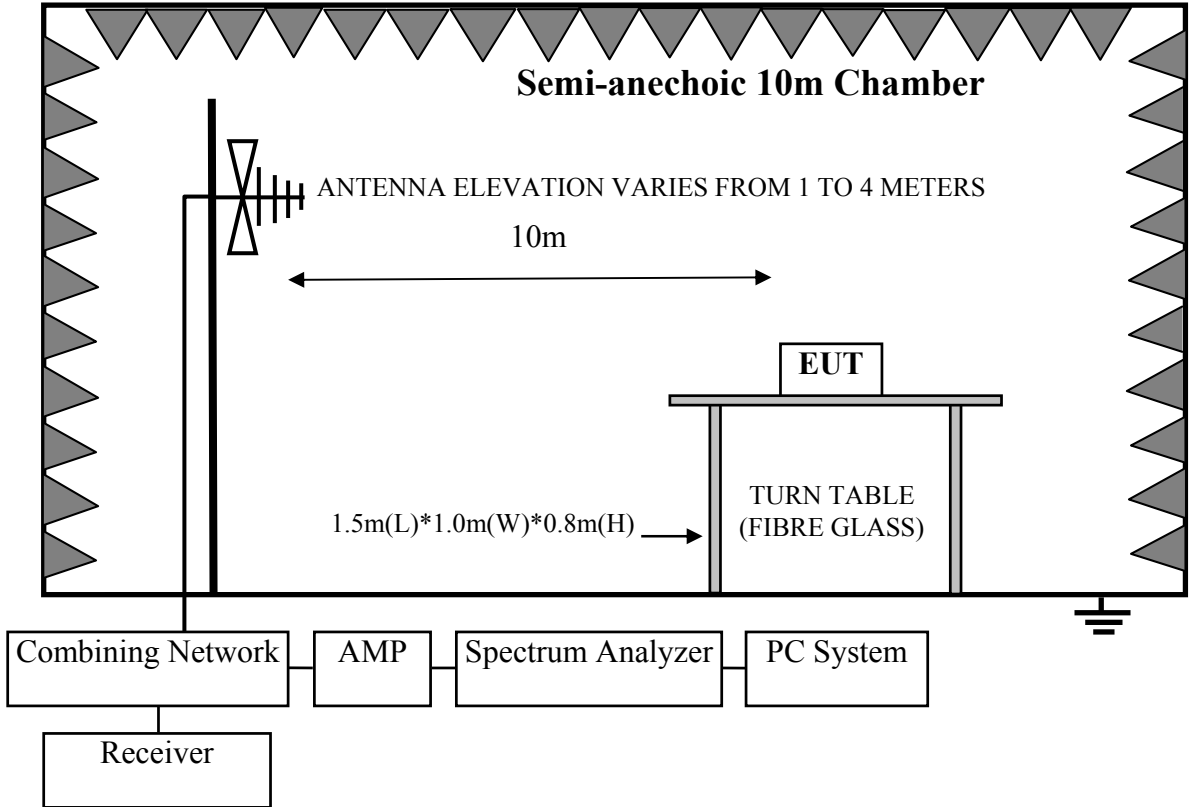 Semi-anechoic 10m Chamber
ANTENNA ELEVATION VARIES FROM 1 TO 4 METERS
10m
EUT
1.5m(L)*1.0m(W)*0.8m(H)
TURN TABLE
(FIBRE GLASS)
Combining Network
AMP
Spectrum Analyzer
PC System
Receiver